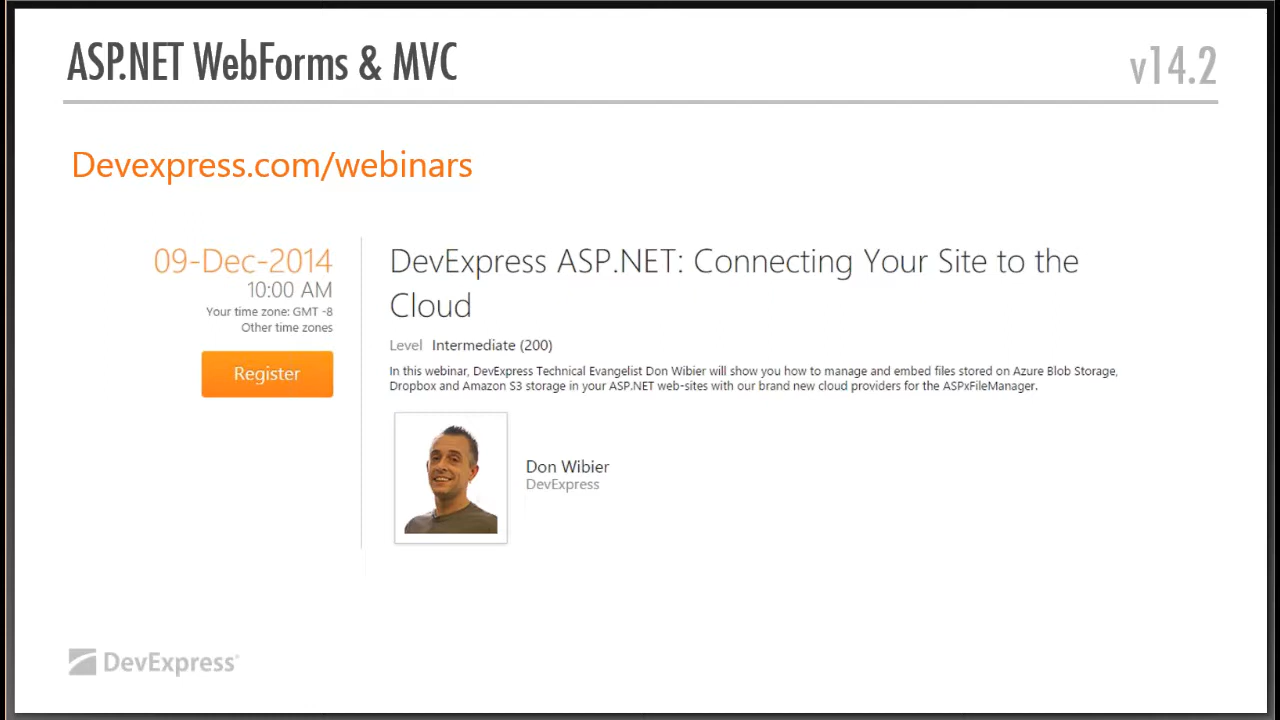 ASP.NET WebForms & MVC
v14.2
Devexpress.com/webinars
09-Dec-2014
10:00 AM
Your time zone: GMT -8
Other time zones
Register
DevExpress ASP.NET: Connecting Your Site to the
Cloud
Level Intermediate (200)
In this webinar, DevExpress Technical Evangelist Don Wibier will show you how to manage and embed files stored on Azure Blob Storage,
Dropbox and Amazon S3 storage in your ASP.NET web-sites with our brand new cloud providers for the ASPxFileManager.
Don Wibier
DevExpress
DevExpress